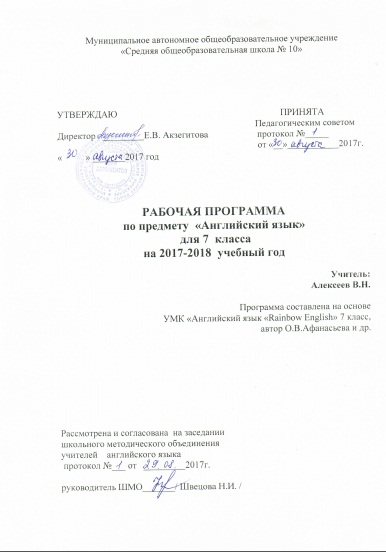 Муниципальное автономное общеобразовательное учреждение
«Средняя общеобразовательная школа № 10»
УТВЕРЖДАЮ
Директор Е.В. Акзегитова
« 30 » августа 2017 год
ПРИНЯТА
Педагогическим советом
протокол № 1
от «30» августа 2017г.
РАБОЧАЯ ПРОГРАММА
по предмету «Английский язык»
для 7 класса
на 2017-2018 учебный год
Учитель:
Алексеев В.Н.
Программа составлена на основе
УМК «Английский язык «Rainbow English» 7 класс,
автор О.В.Афанасьева и др.
Рассмотрена и согласована на заседании
школьного методического объединения
учителей английского языка
протокол № 1 от 29.08. 2017г.
руководитель ШМО / Швецова Н.И. /